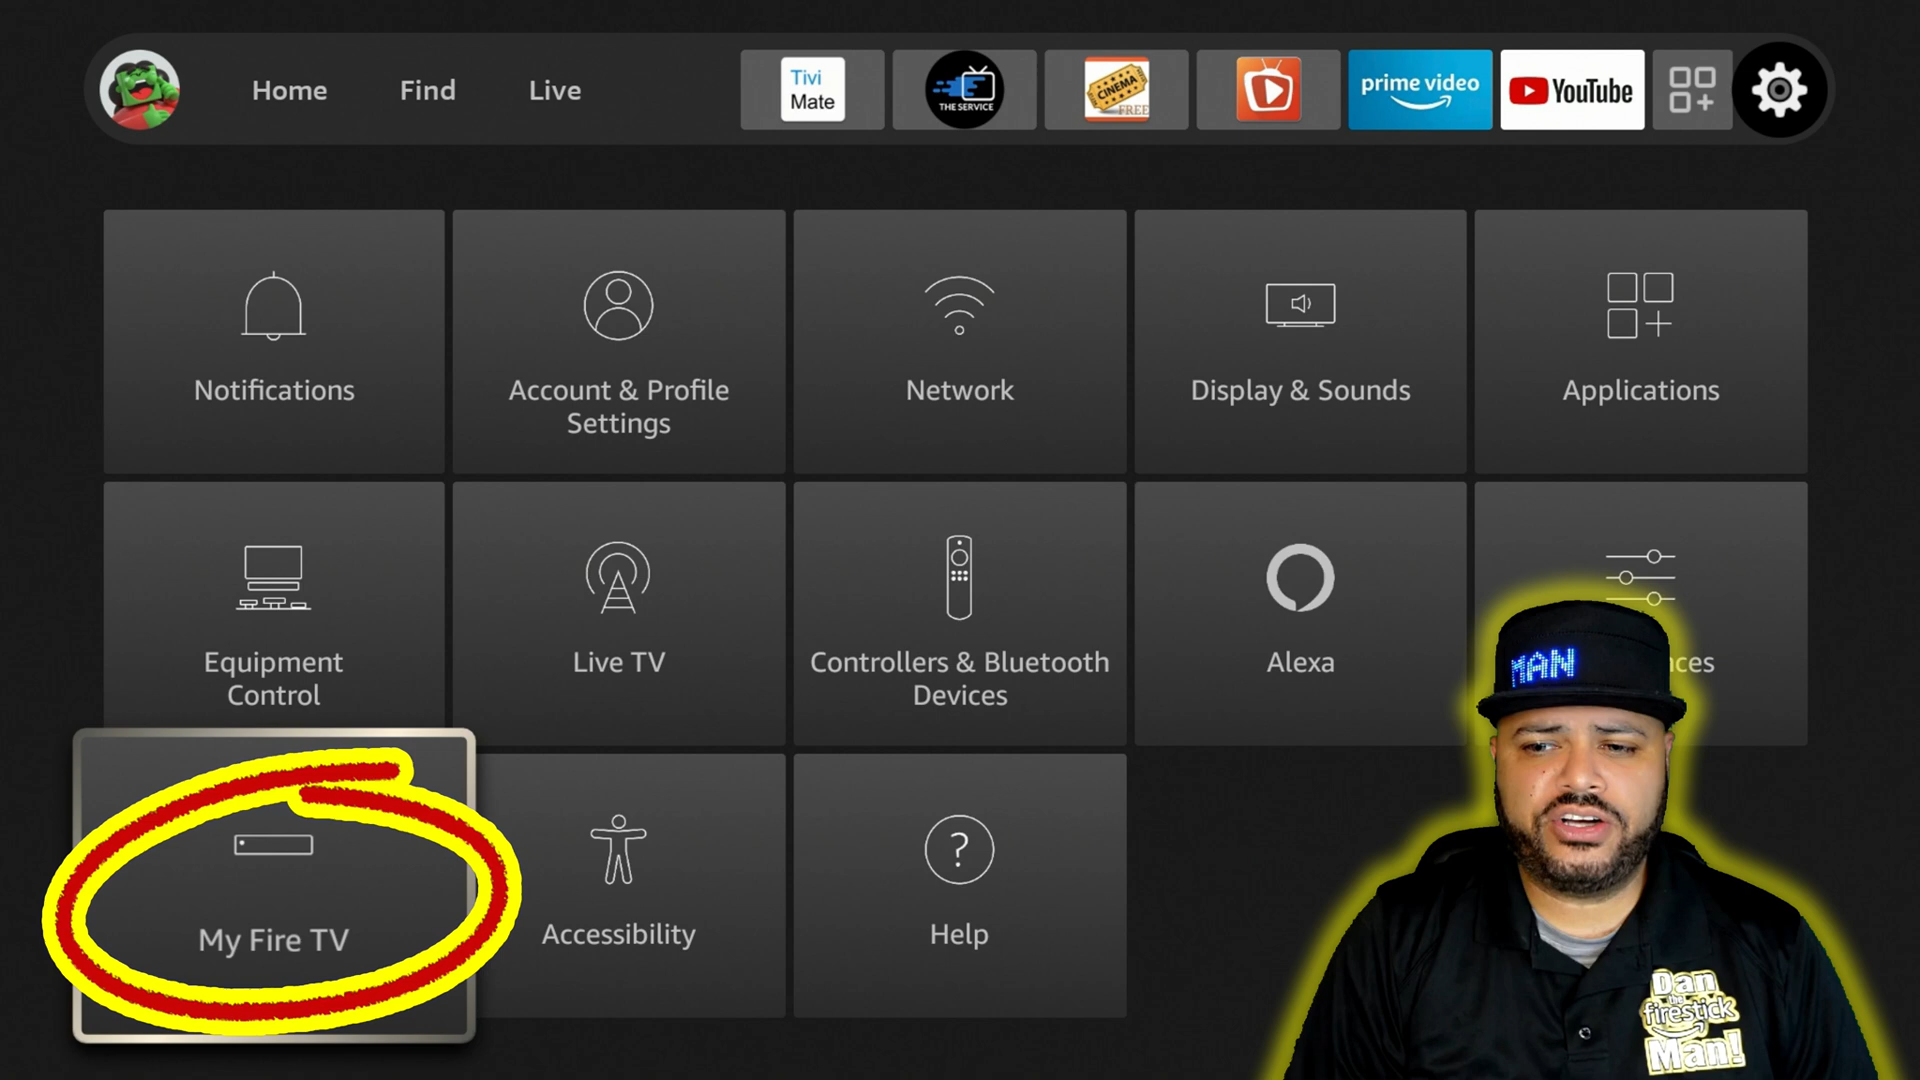 Home
Find
Live
Tivi
Mate
THE SERVICE
CINEMA
FREE
prime video
YouTube
Notifications
Account & Profile
Settings
Network
Display & Sounds
Applications
Equipment
Control
Live TV
Controllers & Bluetooth
Devices
Alexa
MAN
My Fire TV
Accessibility
?
Help
Dan
the
firestick
Man!